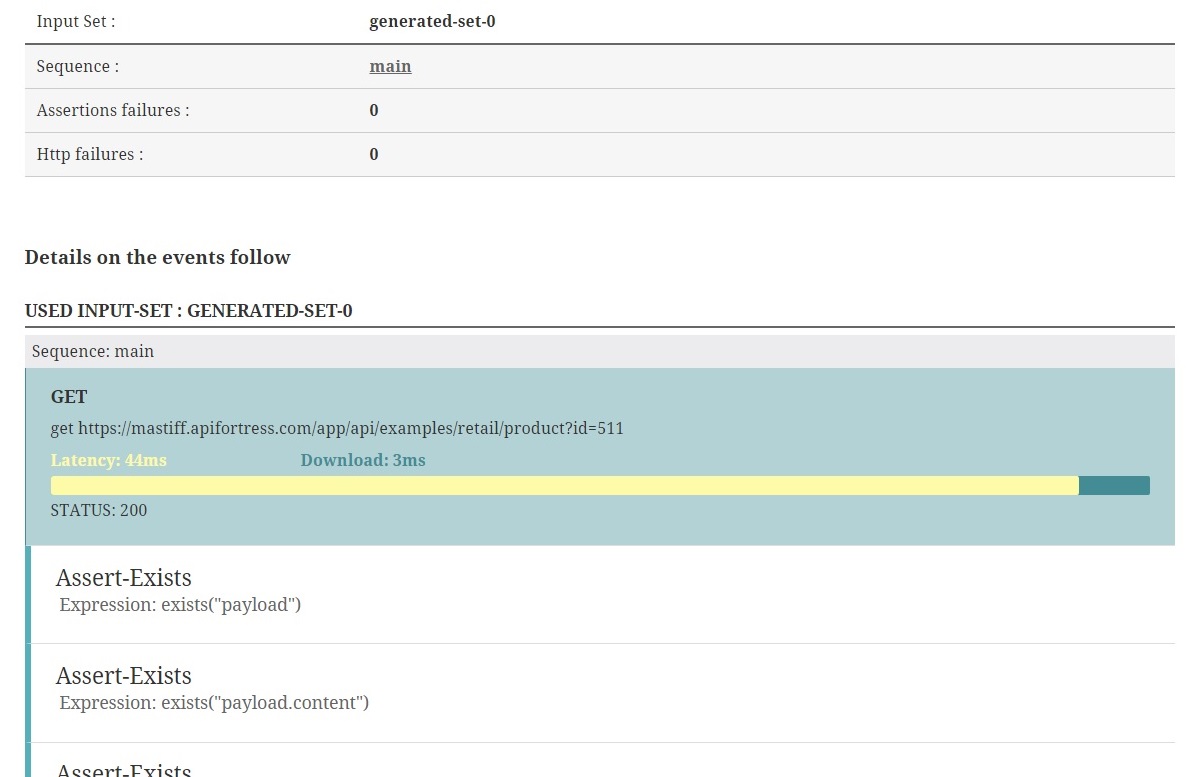 Input Set : generated-set-0
Sequence : main
Assertions failures : 0
Http failures : 0
Details on the events follow
USED INPUT-SET : GENERATED-SET-0
Sequence: main
GET
get https://mastiff.apifortress.com/app/api/examples/retail/product?id=511
Latency: 44ms Download: 3ms
STATUS: 200
Assert-Exists
Expression: exists("payload")
Assert-Exists
Expression: exists("payload.content")
Assert-Exists